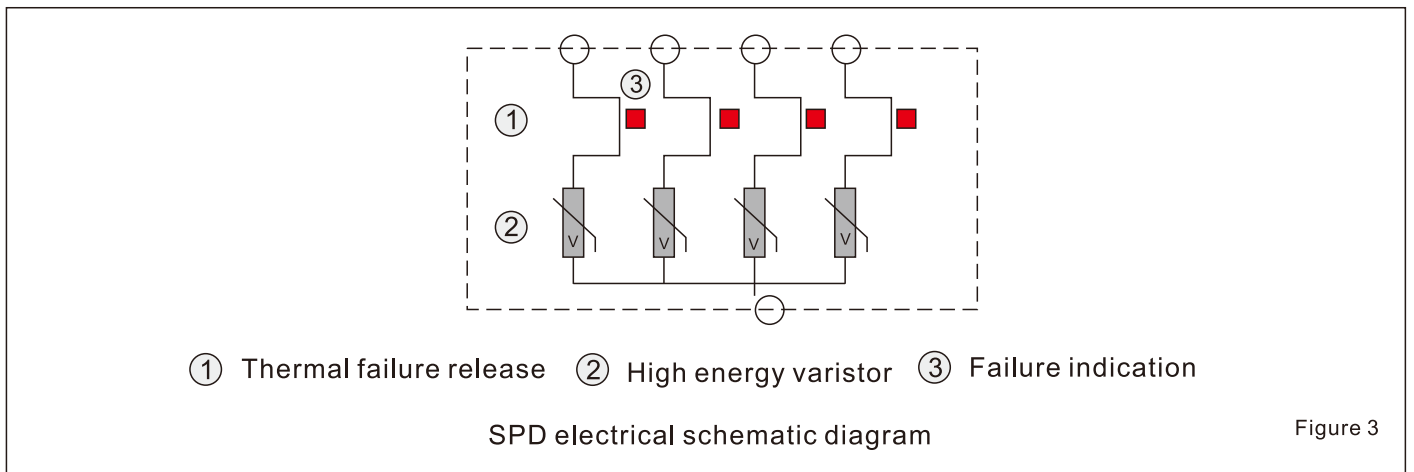 3
1
2
V V V V
1 Thermal failure release 2 High energy varistor 3 Failure indication
SPD electrical schematic diagram
Figure 3